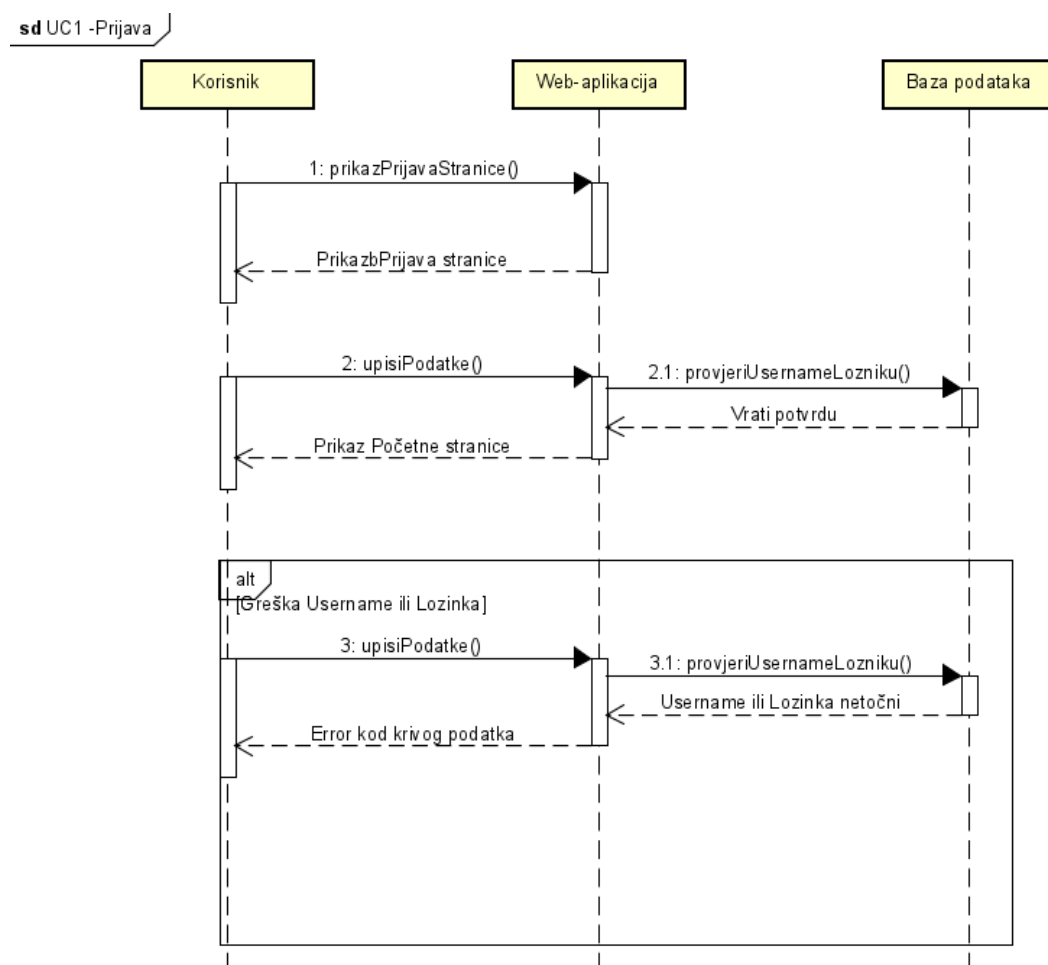 sd UC1 -Prijava
Korisnik
Web-aplikacija
Baza podataka
1: prikazPrijavaStranice()
PrikazbPrijava stranice
2: upisiPodatke()
2.1: provjeriUsernameLozniku()
Vrati potvrdu
Prikaz Početne stranice
alt
[Greška Username ili Lozinka]
3: upisiPodatke()
3.1: provjeriUsernameLozniku()
Username ili Lozinka netočni
Error kod krivog podatka